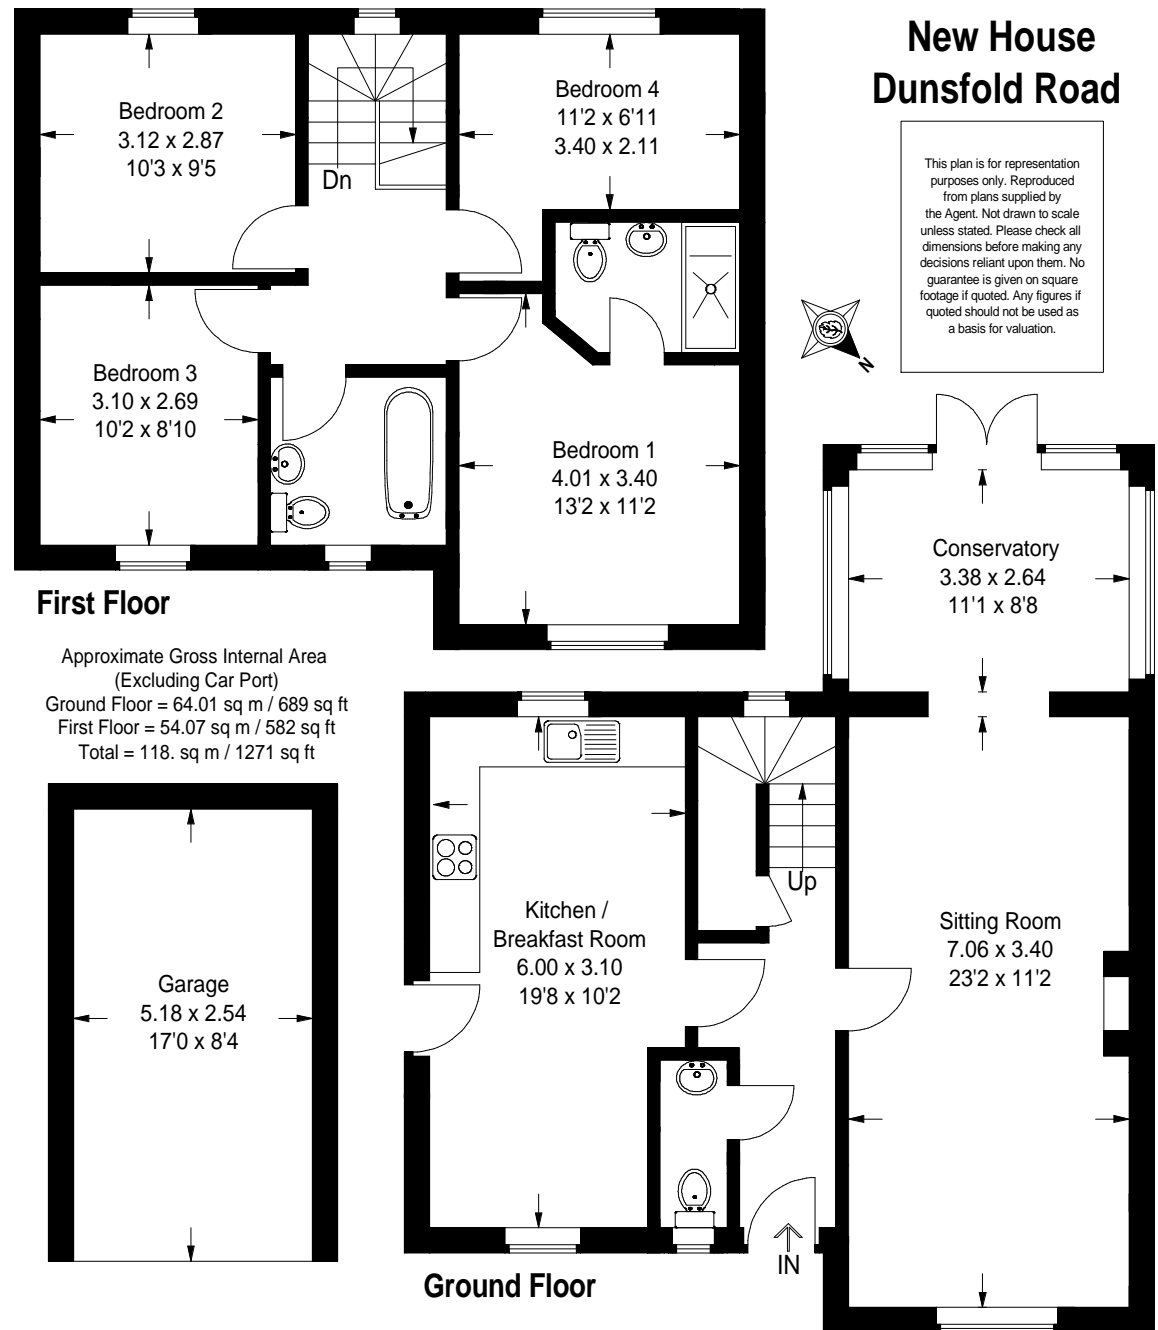 New House
Dunsfold Road
This plan is for representation
purposes only. Reproduced
from plans supplied by
the Agent. Not drawn to scale
unless stated. Please check all
dimensions before making any
decisions reliant upon them. No
guarantee is given on square
footage if quoted. Any figures if
quoted should not be used as
a basis for valuation.
N
Bedroom 2
3.12 x 2.87
10'3 x 9'5
Dn
Bedroom 4
11'2 x 6'11
3.40 x 2.11
Bedroom 3
3.10 x 2.69
10'2 x 8'10
Bedroom 1
4.01 x 3.40
13'2 x 11'2
First Floor
Approximate Gross Internal Area
(Excluding Car Port)
Ground Floor = 64.01 sq m / 689 sq ft
First Floor = 54.07 sq m / 582 sq ft
Total = 118. sq m / 1271 sq ft
Conservatory
3.38 x 2.64
11'1 x 8'8
Up
Kitchen /
Breakfast Room
6.00 x 3.10
19'8 x 10'2
Sitting Room
7.06 x 3.40
23'2 x 11'2
Garage
5.18 x 2.54
17'0 x 8'4
IN
Ground Floor